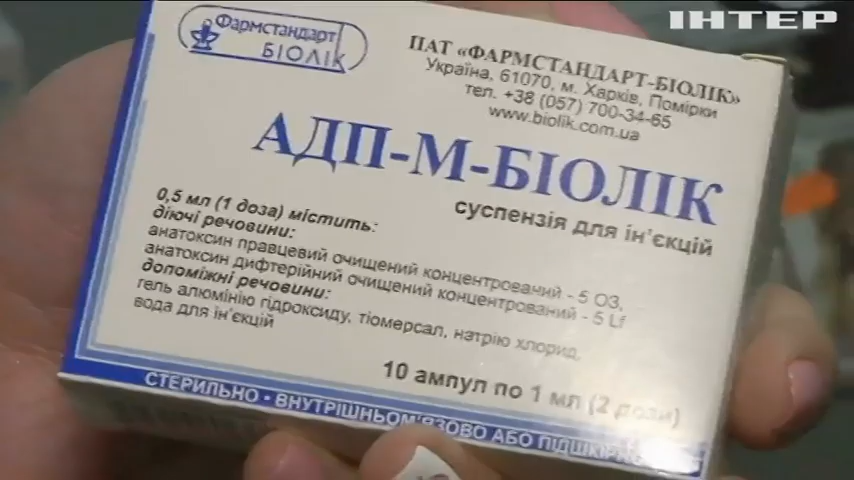 ІНТЕР
Фармстандарт
БІОЛІК
ПАТ «ФАРМСТАНДАРТ-БІОЛІК»
Україна, 61070, м. Харків, Помірки
тел. +38 (057) 700-34-65
www.biolik.com.ua
АДП-М-БІОЛІК
суспензія для ін'єкцій
0,5 мл (1 доза) містить:
діючі речовини:
анатоксин правцевий очищений концентрований - 5 ОЗ,
анатоксин дифтерійний очищений концентрований - 5 Lf
допоміжні речовини:
гель алюмінію гідроксиду, тіомерсал, натрію хлорид,
вода для ін'єкцій
10 ампул по 1 мл (2 дози)
СТЕРИЛЬНО • ВНУТРІШНЬОМ'ЯЗОВО АБО